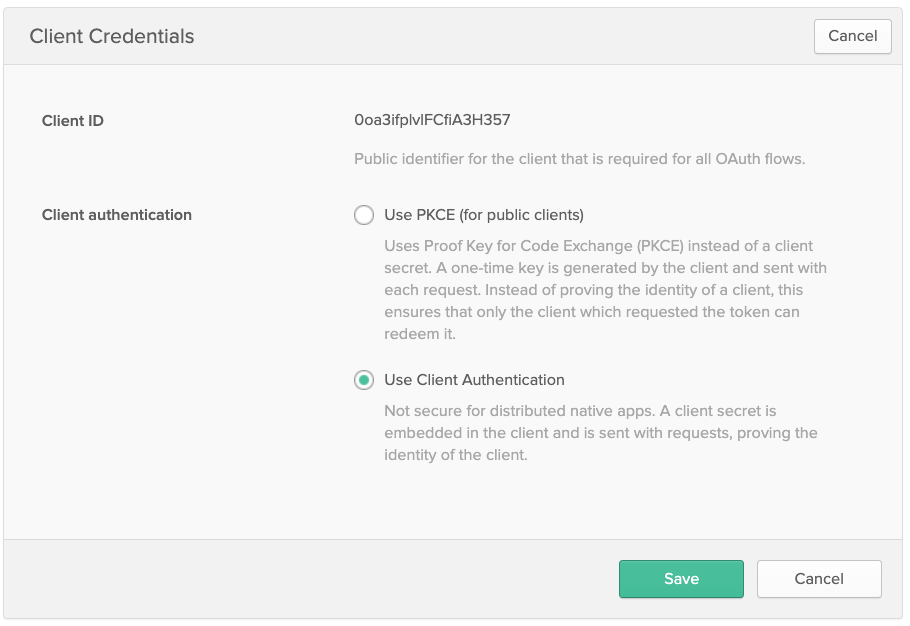 Client Credentials
Cancel
Client ID
0oa3ifplvlFCfiA3H357
Public identifier for the client that is required for all OAuth flows.
Client authentication
Use PKCE (for public clients)
Uses Proof Key for Code Exchange (PKCE) instead of a client
secret. A one-time key is generated by the client and sent with
each request. Instead of proving the identity of a client, this
ensures that only the client which requested the token can
redeem it.
Use Client Authentication
Not secure for distributed native apps. A client secret is
embedded in the client and is sent with requests, proving the
identity of the client.
Save
Cancel